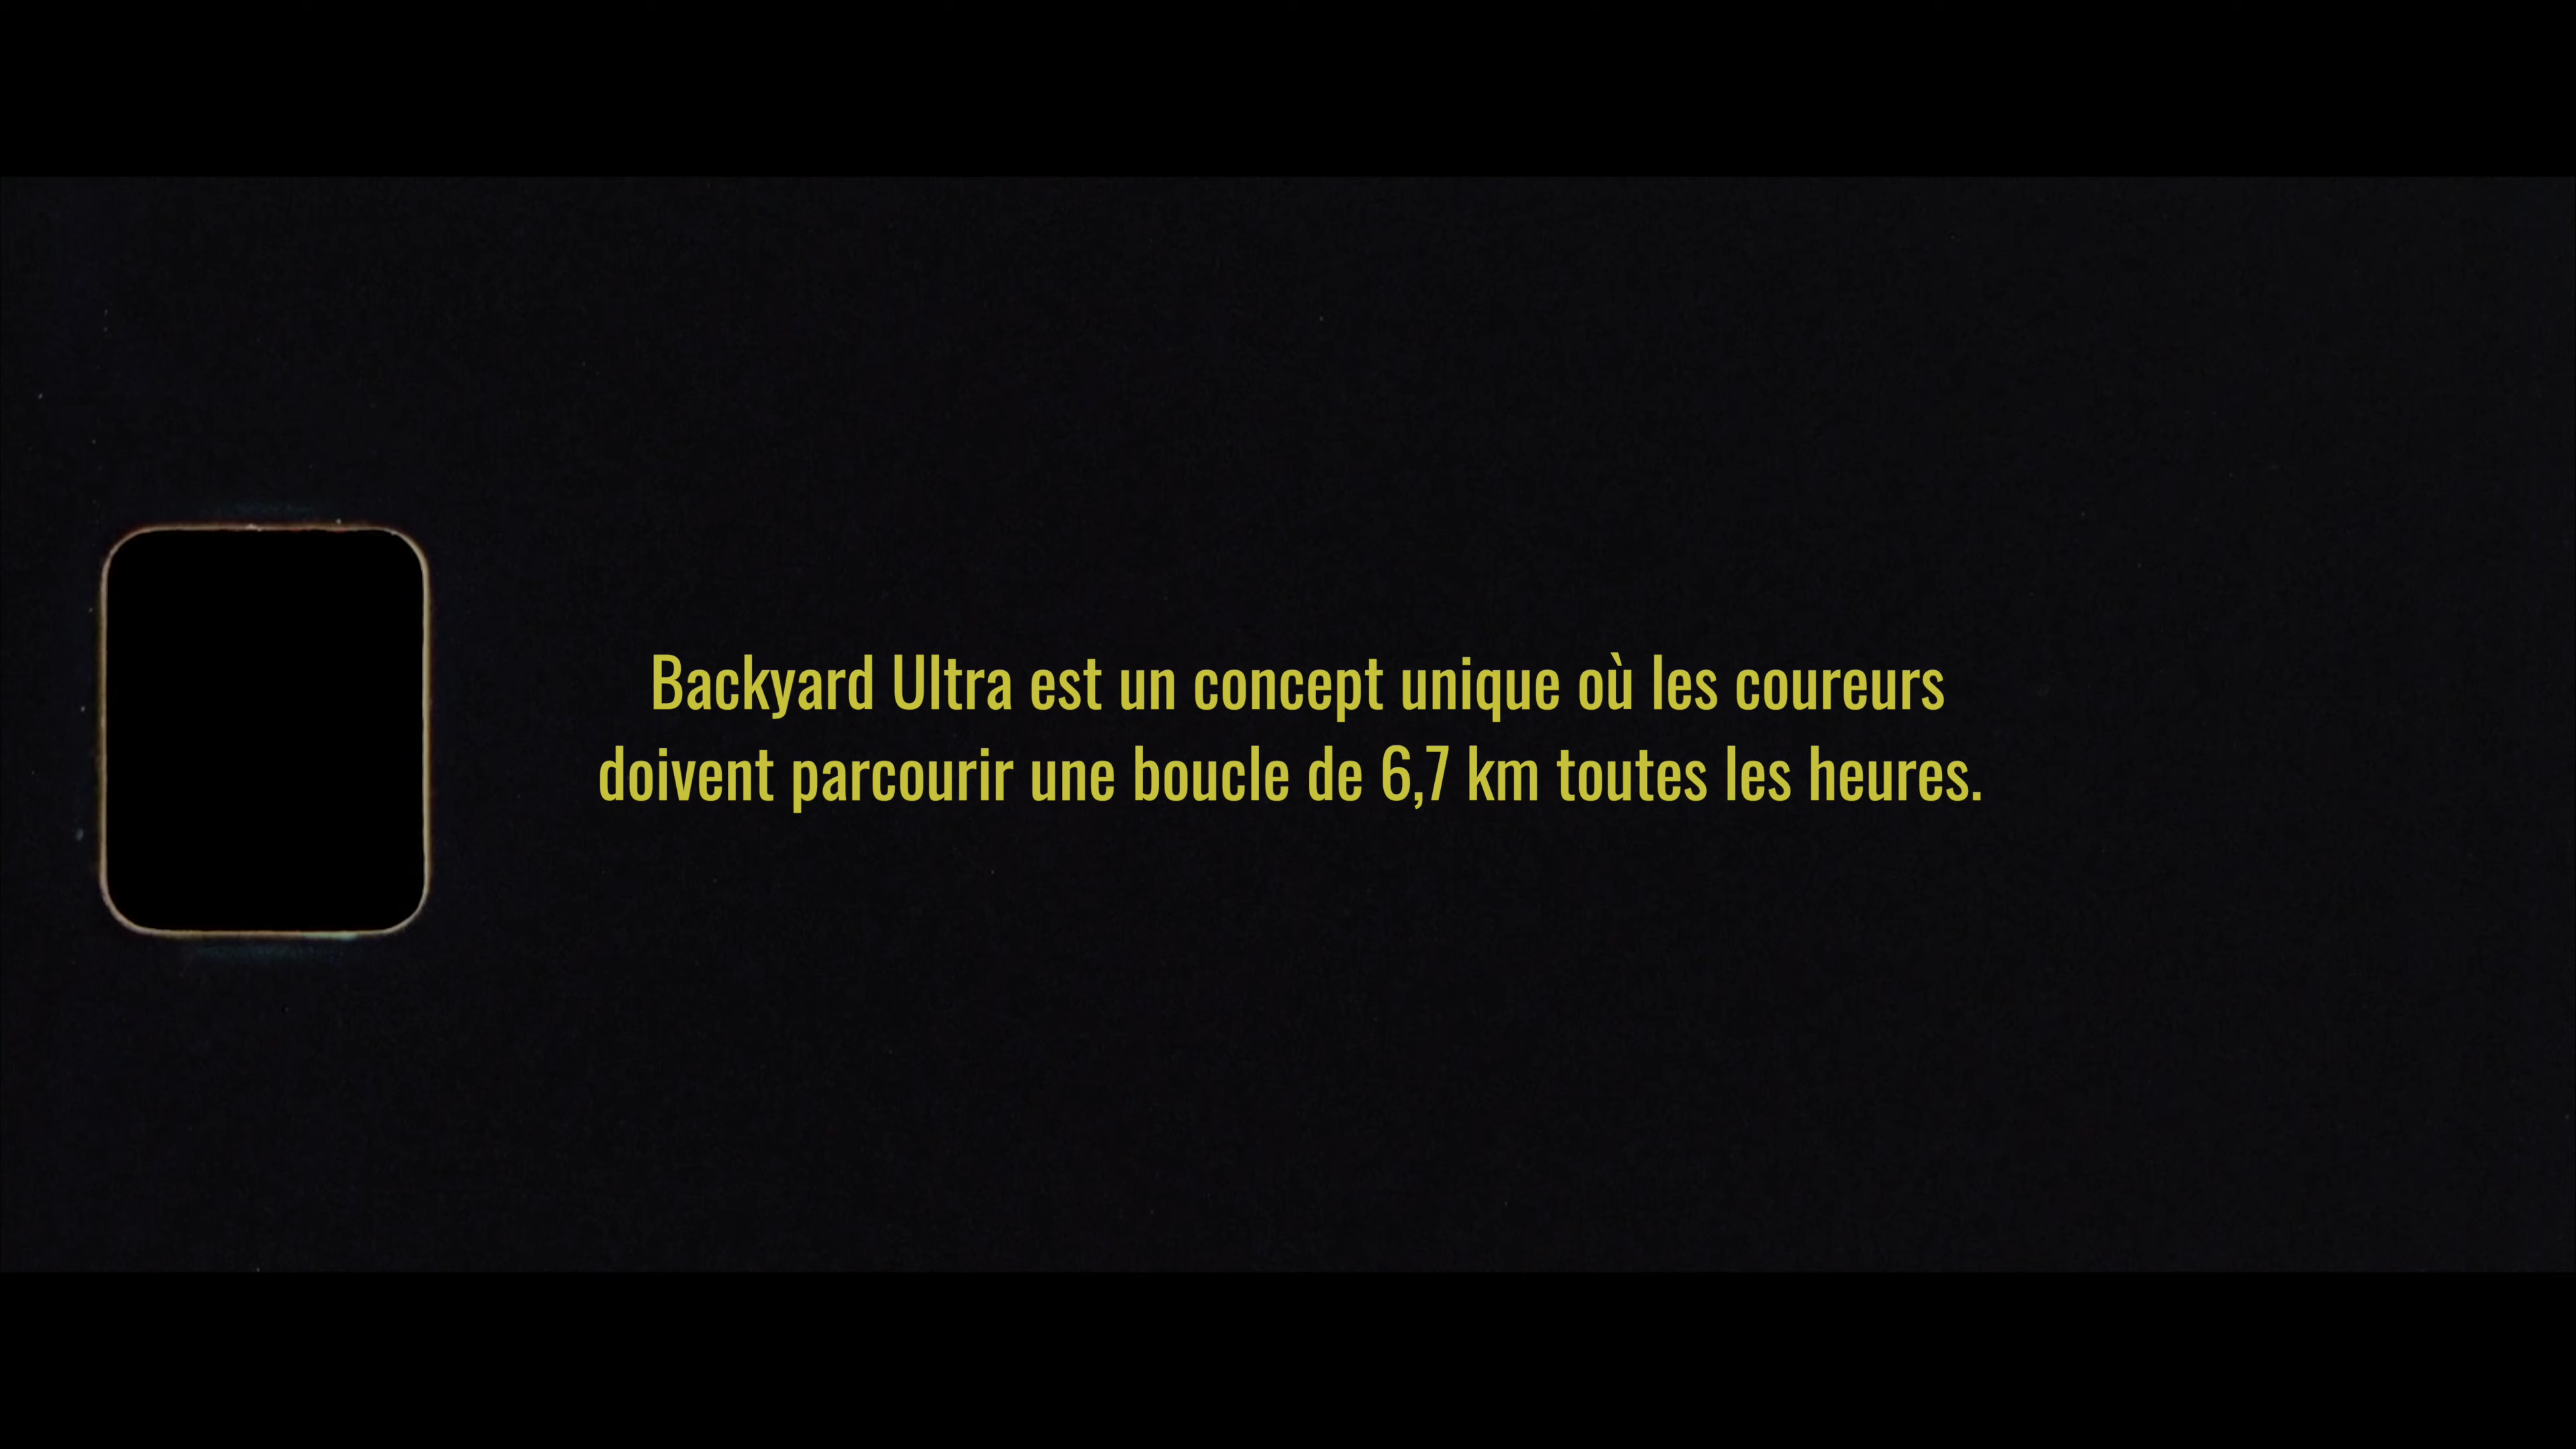 Backyard Ultra est un concept unique où les coureurs
doivent parcourir une boucle de 6,7 km toutes les heures.